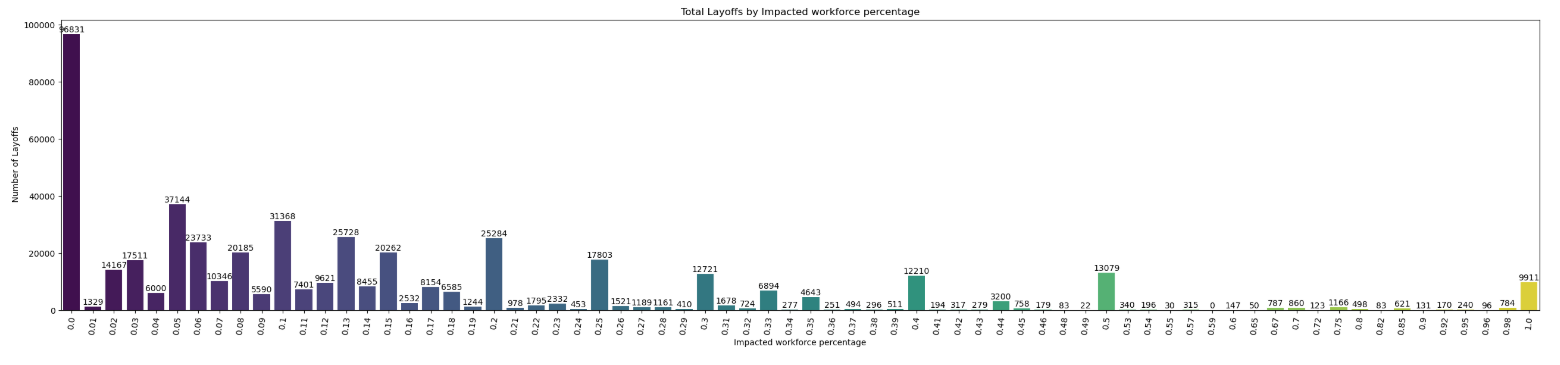 Total Layoffs by Impacted workforce percentage
Number of Layoffs
100000
80000
60000
40000
20000
0
96831 1329 14167 17511 6000 37144 23733 10346 20185 5590 31368 7401 9621 25728 8455 20262 2532 8154 6585 1244 25284 978 1795 2332 453 17803 1521 1189 1161 410 12721 1678 724 6894 277 4643 251 494 296 511 12210 194 317 279 3200 758 179 83 22 13079 340 196 30 315 0 147 50 787 860 123 1166 498 83 621 131 170 240 96 784 9911
0.0 0.01 0.02 0.03 0.04 0.05 0.06 0.07 0.08 0.09 0.1 0.11 0.12 0.13 0.14 0.15 0.16 0.17 0.18 0.19 0.2 0.21 0.22 0.23 0.24 0.25 0.26 0.27 0.28 0.29 0.3 0.31 0.32 0.33 0.34 0.35 0.36 0.37 0.38 0.39 0.4 0.41 0.42 0.43 0.44 0.45 0.46 0.48 0.49 0.5 0.53 0.54 0.55 0.57 0.59 0.6 0.65 0.67 0.7 0.72 0.75 0.8 0.82 0.85 0.9 0.92 0.95 0.96 0.98 1.0
Impacted workforce percentage